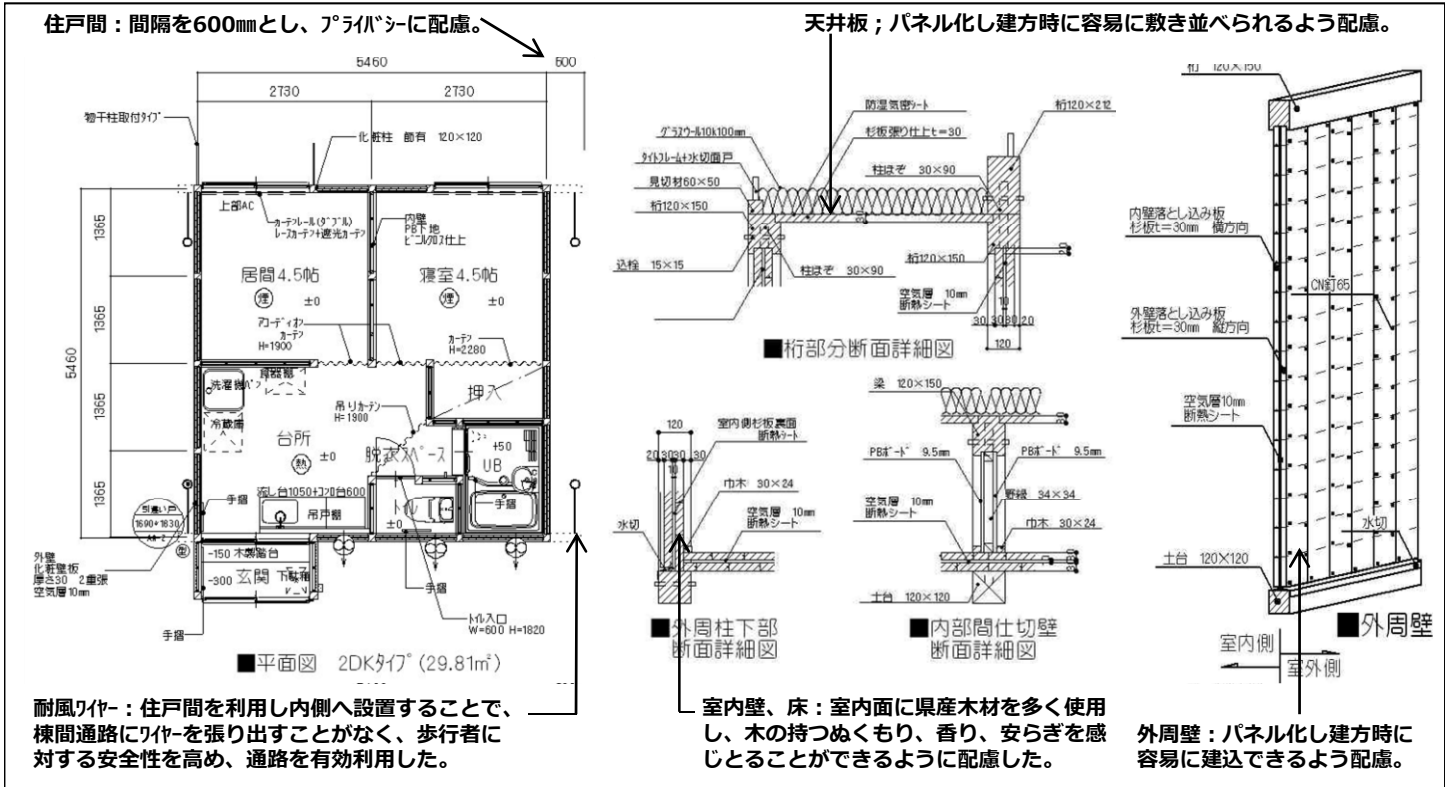 住戸間：間隔を600㎜とし、ﾌﾟﾗｲﾊﾞｼｰに配慮。
天井板；パネル化し建方時に容易に敷き並べられるよう配慮。
5460
600
2730
2730
物干柱取付ﾀｲﾌﾟ
化粧柱 節有 120×120
上部AC
ｶｰﾃﾝﾚｰﾙ(ﾀﾞﾌﾞﾙ)
ﾚｰｽｶｰﾃﾝ+遮光ｶｰﾃﾝ
内壁
PB下地
ﾋﾞﾆﾙｸﾛｽ仕上
1365
1365
1365
1365
5460
居間4.5帖
煙
±0
寝室4.5帖
煙
±0
ｱｺｰﾃﾞｨｵﾝ
ｶｰﾃﾝ
H=1900
ｶｰﾃﾝ
H=2280
洗濯機ﾊﾟﾝ
冷蔵庫
押入
吊りｶｰﾃﾝ
H=1900
台所
熱
±0
脱衣ｽﾍﾟｰｽ
+50
UB
手摺
流し台1050+ｺﾝﾛ台600
吊戸棚
トイレ
±0
手摺
引違い戸
1690*1830
外壁
化粧壁板
厚さ30 2重張
空気層10mm
-150 木製踏台
-300 玄関 下駄箱
手摺
手摺
ﾄｲﾚ入口
W=600 H=1820
■平面図 2DKﾀｲﾌﾟ(29.81㎡)
防湿気密ｼｰﾄ
桁120×212
ｸﾞﾗｽｳｰﾙ10k100mm
杉板張り仕上t=30
ﾀｲﾄﾌﾚｰﾑ+水切面戸
柱ほぞ 30×90
見切材60×50
桁120×150
30
込栓 15×15
柱ほぞ 30×90
桁120×150
空気層 10mm
断熱ｼｰﾄ
10
30 30 30 20
120
■桁部分断面詳細図
120
20 30 30 30
10
室内側杉板裏面
断熱ｼｰﾄ
巾木 30×24
空気層 10mm
断熱ｼｰﾄ
水切
■外周柱下部
断面詳細図
梁 120×150
PBﾎﾞｰﾄﾞ 9.5mm
PBﾎﾞｰﾄﾞ 9.5mm
空気層 10mm
断熱ｼｰﾄ
野縁 34×34
巾木 30×24
土台 120×120
■内部間仕切壁
断面詳細図
桁 120×150
内壁落とし込み板
杉板t=30mm 横方向
CN釘65
外壁落とし込み板
杉板t=30mm 縦方向
空気層10mm
断熱ｼｰﾄ
水切
土台 120×120
■外周壁
室内側
室外側
耐風ﾜｲﾔｰ：住戸間を利用し内側へ設置することで、
棟間通路にﾜｲﾔｰを張り出すことがなく、歩行者に
対する安全性を高め、通路を有効利用した。
室内壁、床：室内面に県産木材を多く使用
し、木の持つぬくもり、香り、安らぎを感
じとることができるように配慮した。
外周壁：パネル化し建方時に
容易に建込できるよう配慮。